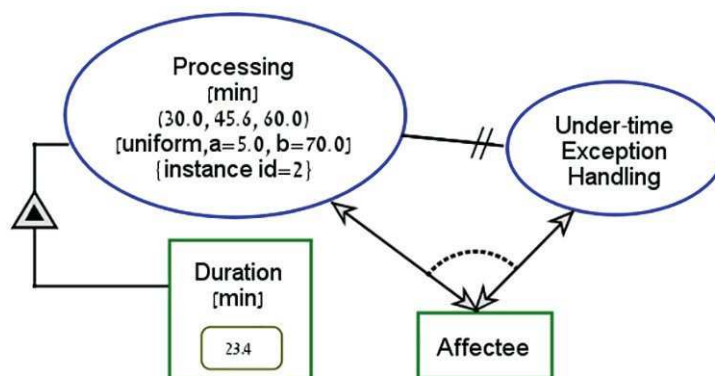 Processing
[min]
(30.0, 45.6, 60.0)
[uniform,a=5.0, b=70.0]
{instance id=2}
Under-time
Exception
Handling
Duration
[min]
23.4
Affectee